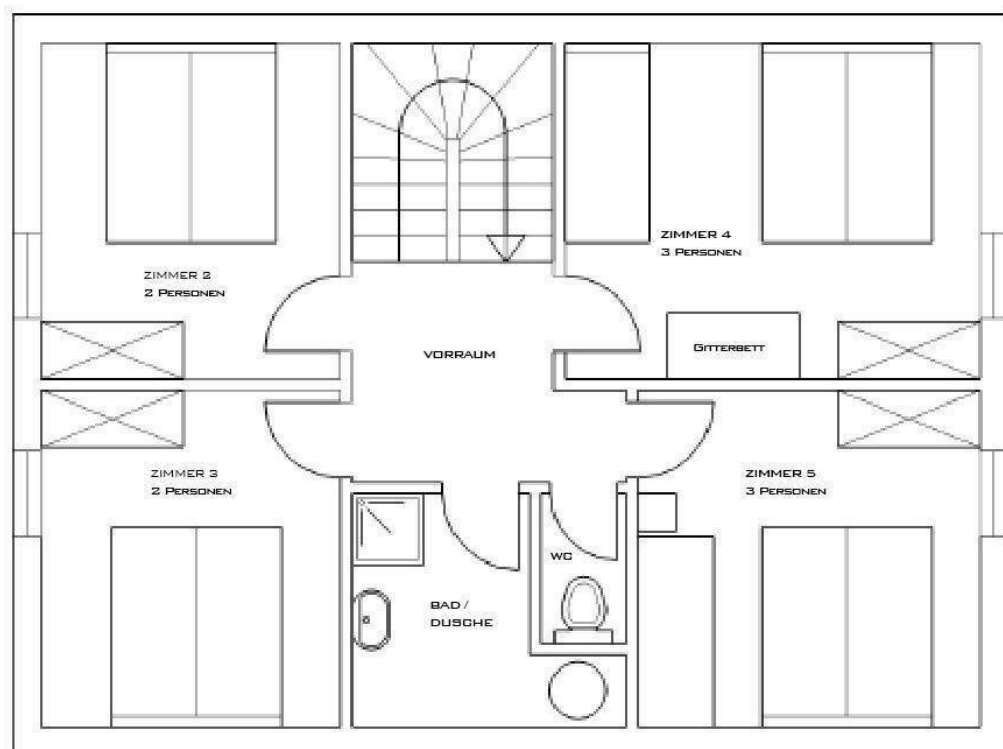 ZIMMER 2
2 PERSONEN
ZIMMER 4
3 PERSONEN
VORRAUM
GITTERBETT
ZIMMER 3
2 PERSONEN
ZIMMER 5
3 PERSONEN
WC
BAD /
DUSCHE